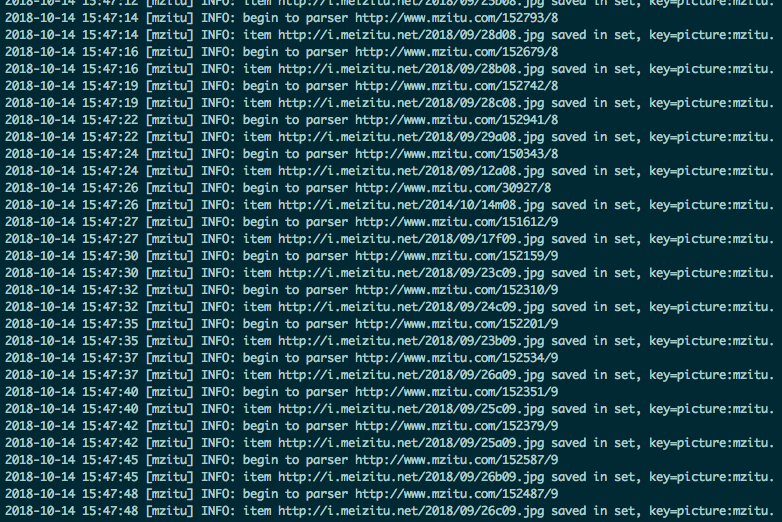 2018-10-14 15:47:12 [mzitu] INFO: item http://i.meizitu.net/2018/09/25b08.jpg saved in set, key=picture:mzitu.
2018-10-14 15:47:14 [mzitu] INFO: begin to parser http://www.mzitu.com/152793/8
2018-10-14 15:47:14 [mzitu] INFO: item http://i.meizitu.net/2018/09/28d08.jpg saved in set, key=picture:mzitu.
2018-10-14 15:47:16 [mzitu] INFO: begin to parser http://www.mzitu.com/152679/8
2018-10-14 15:47:16 [mzitu] INFO: item http://i.meizitu.net/2018/09/28b08.jpg saved in set, key=picture:mzitu.
2018-10-14 15:47:19 [mzitu] INFO: begin to parser http://www.mzitu.com/152742/8
2018-10-14 15:47:19 [mzitu] INFO: item http://i.meizitu.net/2018/09/28c08.jpg saved in set, key=picture:mzitu.
2018-10-14 15:47:22 [mzitu] INFO: begin to parser http://www.mzitu.com/152941/8
2018-10-14 15:47:22 [mzitu] INFO: item http://i.meizitu.net/2018/09/29a08.jpg saved in set, key=picture:mzitu.
2018-10-14 15:47:24 [mzitu] INFO: begin to parser http://www.mzitu.com/150343/8
2018-10-14 15:47:24 [mzitu] INFO: item http://i.meizitu.net/2018/09/12a08.jpg saved in set, key=picture:mzitu.
2018-10-14 15:47:26 [mzitu] INFO: begin to parser http://www.mzitu.com/30927/8
2018-10-14 15:47:26 [mzitu] INFO: item http://i.meizitu.net/2014/10/14m08.jpg saved in set, key=picture:mzitu.
2018-10-14 15:47:27 [mzitu] INFO: begin to parser http://www.mzitu.com/151612/9
2018-10-14 15:47:27 [mzitu] INFO: item http://i.meizitu.net/2018/09/17f09.jpg saved in set, key=picture:mzitu.
2018-10-14 15:47:30 [mzitu] INFO: begin to parser http://www.mzitu.com/152159/9
2018-10-14 15:47:30 [mzitu] INFO: item http://i.meizitu.net/2018/09/23c09.jpg saved in set, key=picture:mzitu.
2018-10-14 15:47:32 [mzitu] INFO: begin to parser http://www.mzitu.com/152310/9
2018-10-14 15:47:32 [mzitu] INFO: item http://i.meizitu.net/2018/09/24c09.jpg saved in set, key=picture:mzitu.
2018-10-14 15:47:35 [mzitu] INFO: begin to parser http://www.mzitu.com/152201/9
2018-10-14 15:47:35 [mzitu] INFO: item http://i.meizitu.net/2018/09/23b09.jpg saved in set, key=picture:mzitu.
2018-10-14 15:47:37 [mzitu] INFO: begin to parser http://www.mzitu.com/152534/9
2018-10-14 15:47:37 [mzitu] INFO: item http://i.meizitu.net/2018/09/26a09.jpg saved in set, key=picture:mzitu.
2018-10-14 15:47:40 [mzitu] INFO: begin to parser http://www.mzitu.com/152351/9
2018-10-14 15:47:40 [mzitu] INFO: item http://i.meizitu.net/2018/09/25c09.jpg saved in set, key=picture:mzitu.
2018-10-14 15:47:42 [mzitu] INFO: begin to parser http://www.mzitu.com/152379/9
2018-10-14 15:47:42 [mzitu] INFO: item http://i.meizitu.net/2018/09/25a09.jpg saved in set, key=picture:mzitu.
2018-10-14 15:47:45 [mzitu] INFO: begin to parser http://www.mzitu.com/152587/9
2018-10-14 15:47:45 [mzitu] INFO: item http://i.meizitu.net/2018/09/26b09.jpg saved in set, key=picture:mzitu.
2018-10-14 15:47:48 [mzitu] INFO: begin to parser http://www.mzitu.com/152487/9
2018-10-14 15:47:48 [mzitu] INFO: item http://i.meizitu.net/2018/09/26c09.jpg saved in set, key=picture:mzitu.